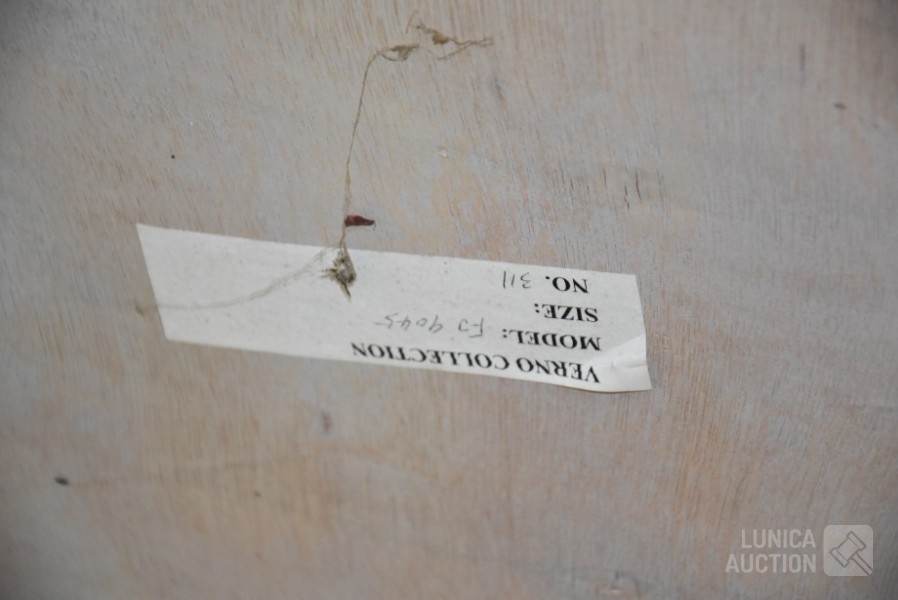 VERNO COLLECTION
MODEL: FJ 9045
SIZE:
NO. 311
LUNICA
AUCTION